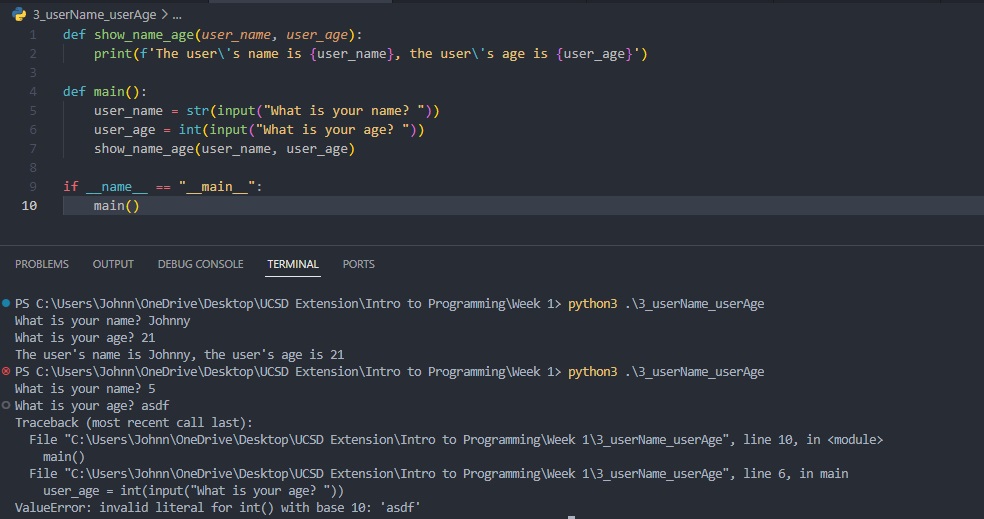 3_userName_userAge > ...
1 def show_name_age(user_name, user_age):
2     print(f'The user\'s name is {user_name}, the user\'s age is {user_age}')
3
4 def main():
5     user_name = str(input("What is your name? "))
6     user_age = int(input("What is your age? "))
7     show_name_age(user_name, user_age)
8
9 if __name__ == "__main__":
10     main()
PROBLEMS OUTPUT DEBUG CONSOLE TERMINAL PORTS
PS C:\Users\Johnn\OneDrive\Desktop\UCSD Extension\Intro to Programming\Week 1> python3 .\3_userName_userAge
What is your name? Johnny
What is your age? 21
The user's name is Johnny, the user's age is 21
PS C:\Users\Johnn\OneDrive\Desktop\UCSD Extension\Intro to Programming\Week 1> python3 .\3_userName_userAge
What is your name? 5
What is your age? asdf
Traceback (most recent call last):
  File "C:\Users\Johnn\OneDrive\Desktop\UCSD Extension\Intro to Programming\Week 1\3_userName_userAge", line 10, in <module>
    main()
  File "C:\Users\Johnn\OneDrive\Desktop\UCSD Extension\Intro to Programming\Week 1\3_userName_userAge", line 6, in main
    user_age = int(input("What is your age? "))
ValueError: invalid literal for int() with base 10: 'asdf'